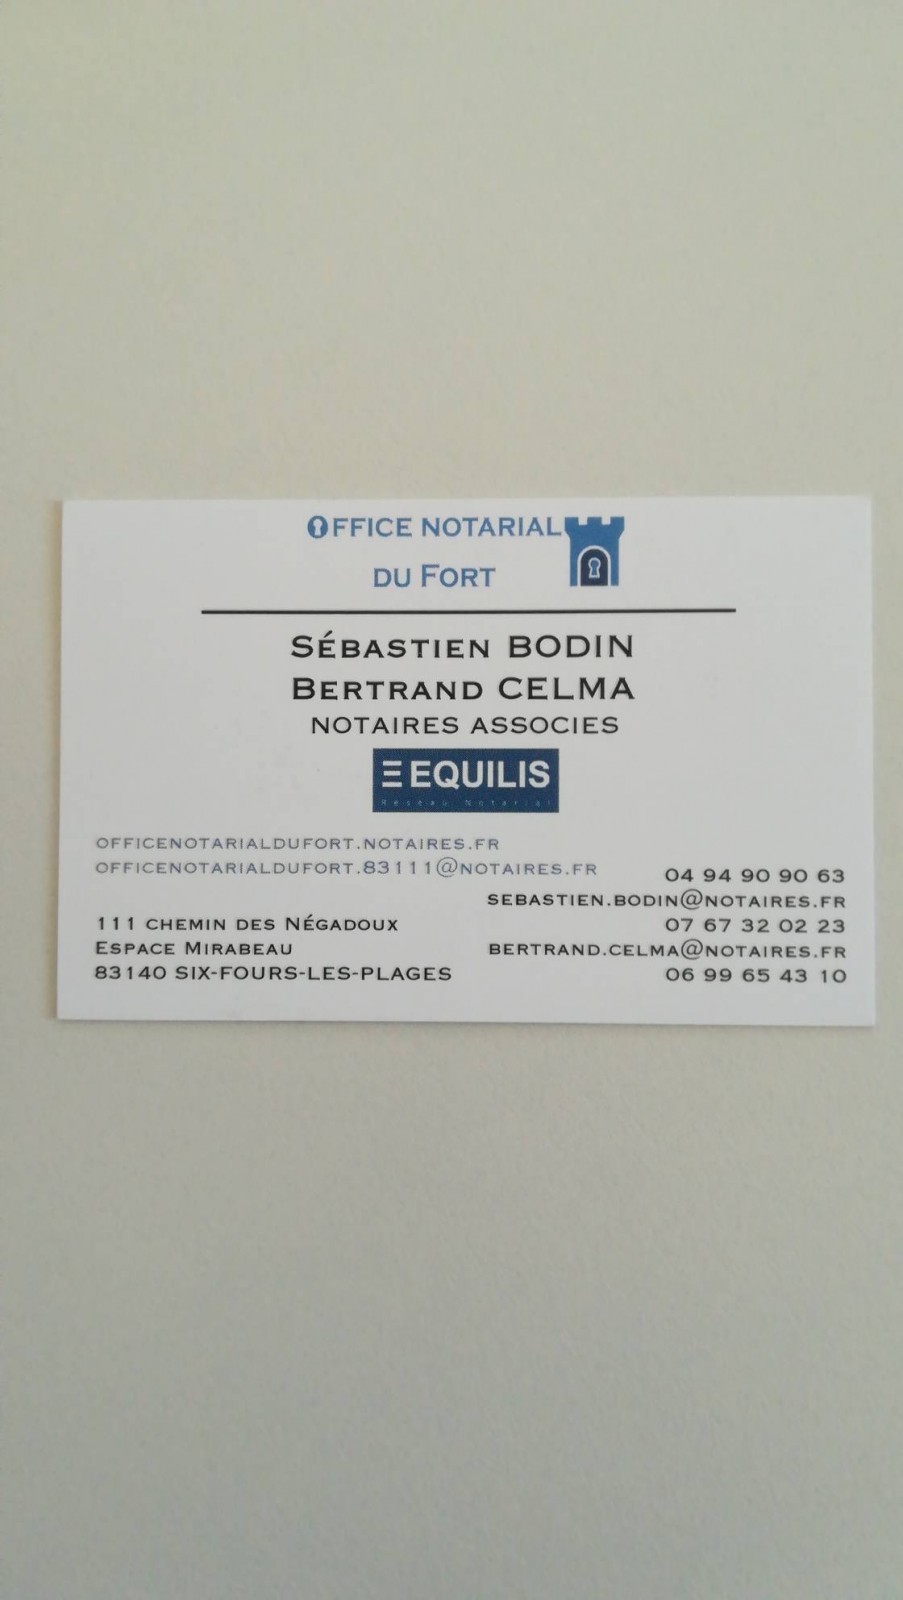 OFFICE NOTARIAL
DU FORT
SÉBASTIEN BODIN
BERTRAND CELMA
NOTAIRES ASSOCIES
EQUILIS
Réseau Notarial
OFFICENOTARIALDUFORT.NOTAIRES.FR
OFFICENOTARIALDUFORT.83111@NOTAIRES.FR
111 CHEMIN DES NÉGADOUX
ESPACE MIRABEAU
83140 SIX-FOURS-LES-PLAGES
04 94 90 90 63
SEBASTIEN.BODIN@NOTAIRES.FR
07 67 32 02 23
BERTRAND.CELMA@NOTAIRES.FR
06 99 65 43 10